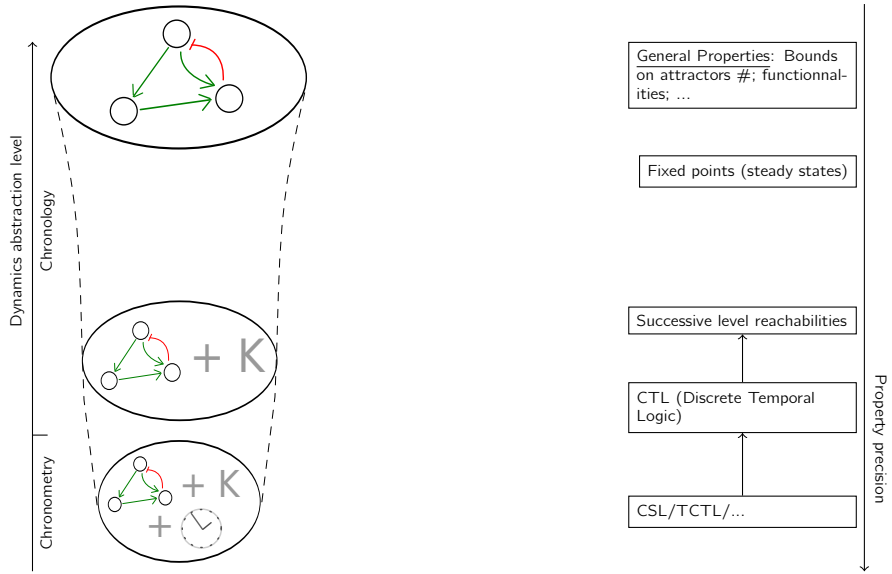 Dynamics abstraction level
Chronology
Chronometry
+ K
+ K
+
General Properties: Bounds
on attractors #; functionnal-
ities; ...
Fixed points (steady states)
Successive level reachabilities
CTL (Discrete Temporal
Logic)
CSL/TCTL/...
Property precision